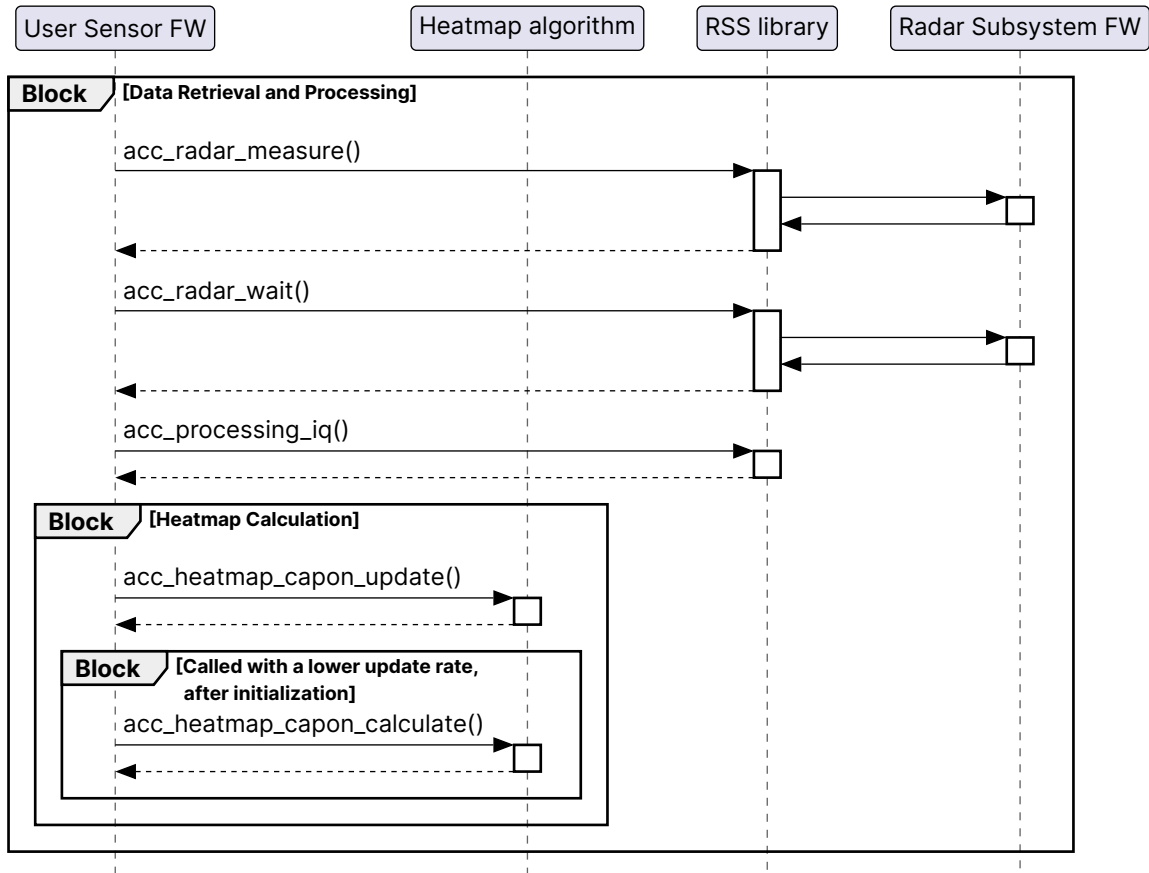 User Sensor FW
Heatmap algorithm
RSS library
Radar Subsystem FW
Block
[Data Retrieval and Processing]
acc_radar_measure()
acc_radar_wait()
acc_processing_iq()
Block
[Heatmap Calculation]
acc_heatmap_capon_update()
Block
[Called with a lower update rate,
after initialization]
acc_heatmap_capon_calculate()